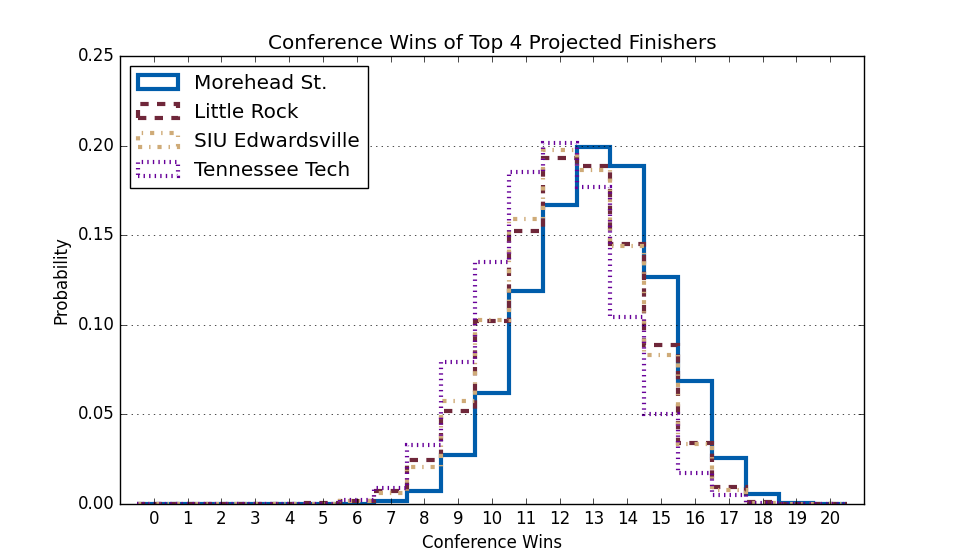 Conference Wins of Top 4 Projected Finishers
0.25
0.20
0.15
0.10
0.05
0.00
Probability
Morehead St.
Little Rock
SIU Edwardsville
Tennessee Tech
0 1 2 3 4 5 6 7 8 9 10 11 12 13 14 15 16 17 18 19 20
Conference Wins